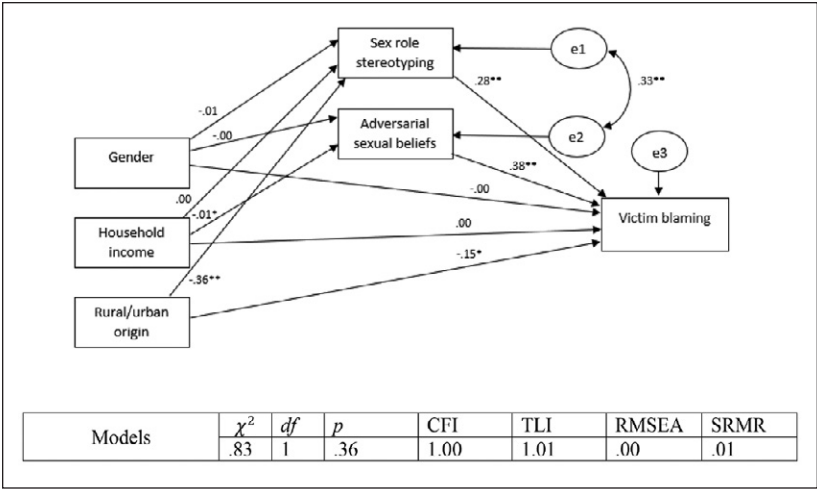 Sex role
stereotyping
e1
.28**
.33**
-.01
Adversarial
sexual beliefs
e2
-.00
Gender
e3
.38**
-.00
.00
Victim blaming
-.01*
.00
Household
income
-.15*
-.36**
Rural/urban
origin
Models
χ² df p CFI TLI RMSEA SRMR
.83 1 .36 1.00 1.01 .00 .01